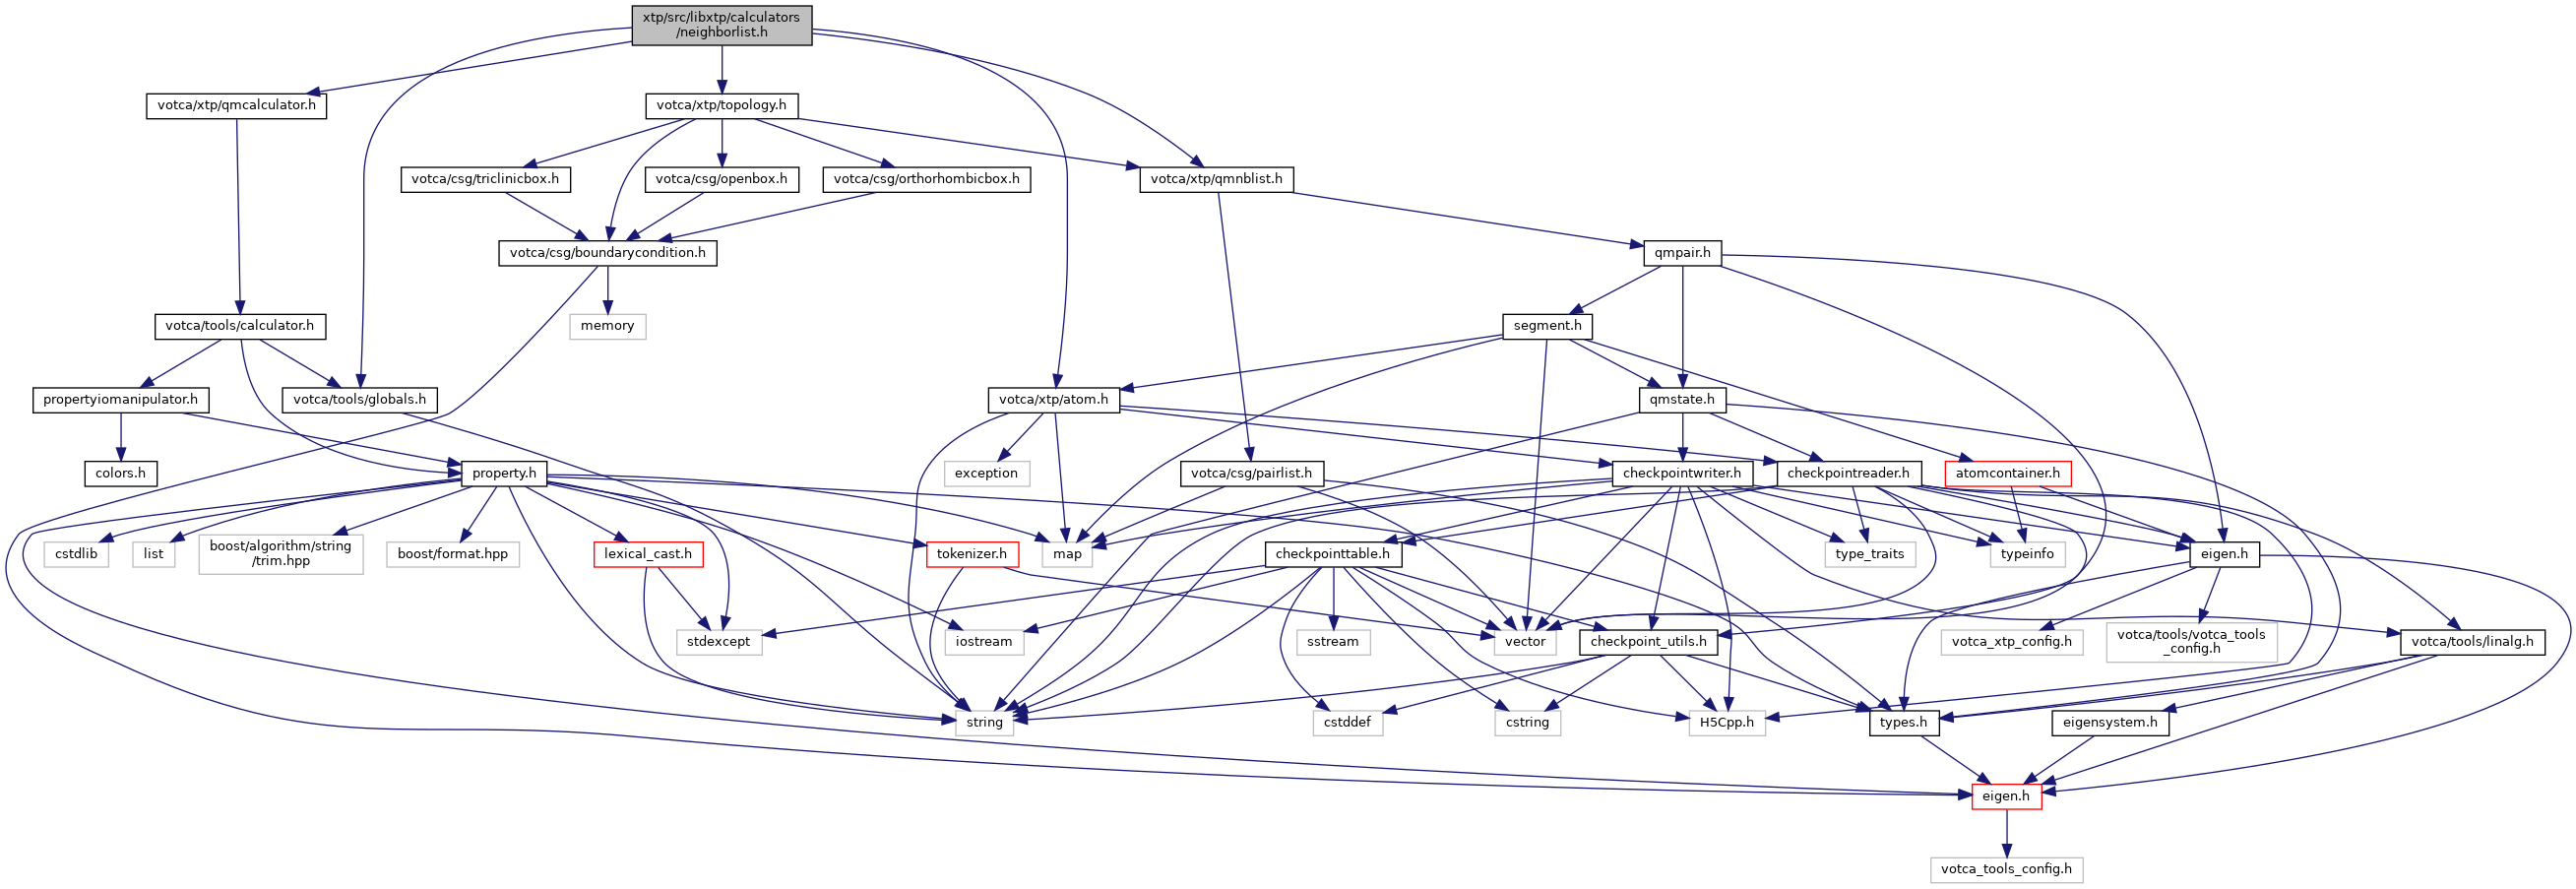 xtp/src/libxtp/calculators
/neighborlist.h
votca/xtp/qmcalculator.h
votca/xtp/topology.h
votca/csg/triclinicbox.h
votca/csg/openbox.h
votca/csg/orthorhombicbox.h
votca/xtp/qmnblist.h
votca/csg/boundarycondition.h
qmpair.h
votca/tools/calculator.h
memory
segment.h
propertyiomanipulator.h
votca/tools/globals.h
votca/xtp/atom.h
qmstate.h
colors.h
property.h
exception
votca/csg/pairlist.h
checkpointwriter.h
checkpointreader.h
atomcontainer.h
cstdlib
list
boost/algorithm/string
/trim.hpp
boost/format.hpp
lexical_cast.h
tokenizer.h
map
checkpointtable.h
type_traits
typeinfo
eigen.h
stdexcept
iostream
sstream
vector
checkpoint_utils.h
votca_xtp_config.h
votca/tools/votca_tools
_config.h
votca/tools/linalg.h
string
cstddef
cstring
H5Cpp.h
types.h
eigensystem.h
eigen.h
votca_tools_config.h